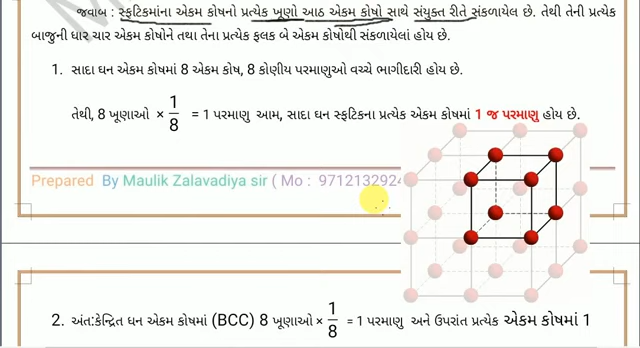 જવાબ : સ્ફટિકમાંના એકમ કોષનો પ્રત્યેક ખૂણો આઠ એકમ કોષો સાથે સંયુક્ત રીતે સંકળાયેલ છે. તેથી તેની પ્રત્યેક
બાજુની ધાર ચાર એકમ કોષોને તથા તેના પ્રત્યેક ફલક બે એકમ કોષોથી સંકળાયેલાં હોય છે.
1. સાદા ઘન એકમ કોષમાં 8 એકમ કોષ, 8 કોણીય પરમાણુઓ વચ્ચે ભાગીદારી હોય છે.
તેથી, 8 ખૂણાઓ × 1/8 = 1 પરમાણુ આમ, સાદા ઘન સ્ફટિકના પ્રત્યેક એકમ કોષમાં 1 જ પરમાણુ હોય છે.
Prepared By Maulik Zalavadiya sir ( Mo : 9712132924
2. અંત:કેન્દ્રિત ઘન એકમ કોષમાં (BCC) 8 ખૂણાઓ × 1/8 = 1 પરમાણુ અને ઉપરાંત પ્રત્યેક એકમ કોષમાં 1